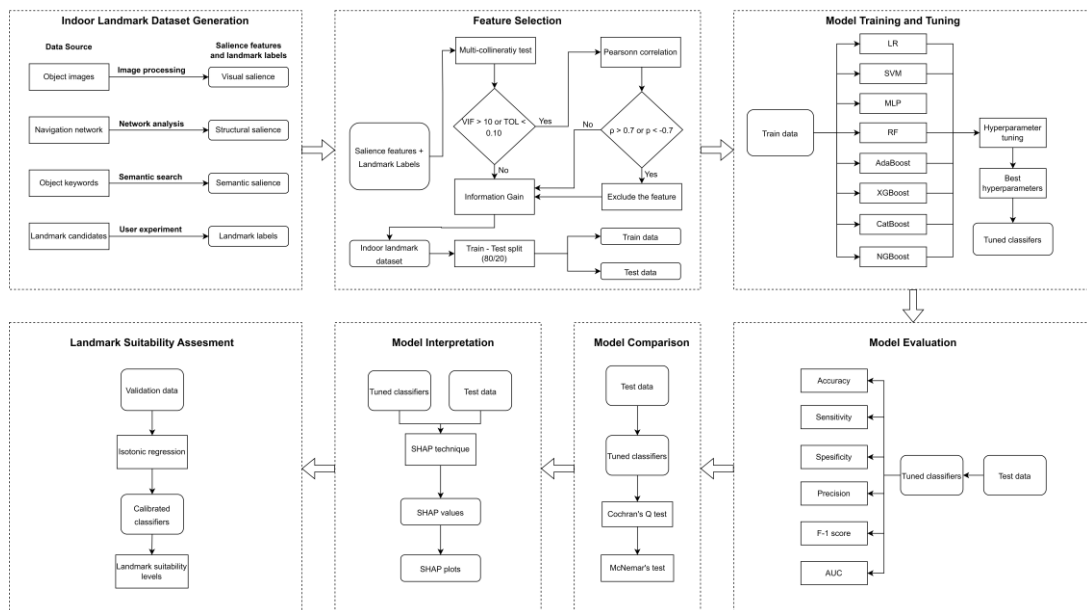 Indoor Landmark Dataset Generation
Data Source
Salience features
and landmark labels
Object images
Image processing
Visual salience
Navigation network
Network analysis
Structural salience
Object keywords
Semantic search
Semantic salience
Landmark candidates
User experiment
Landmark labels
Feature Selection
Salience features +
Landmark Labels
Multi-collineratiy test
Pearsonn correlation
VIF > 10 or TOL <
0.10
Yes
No
ρ > 0.7 or p < -0.7
No
Yes
Information Gain
Exclude the feature
Indoor landmark
dataset
Train - Test split
(80/20)
Train data
Test data
Model Training and Tuning
Train data
LR
SVM
MLP
RF
AdaBoost
XGBoost
CatBoost
NGBoost
Hyperparameter
tuning
Best
hyperparameters
Tuned classifers
Landmark Suitability Assesment
Validation data
Isotonic regression
Calibrated
classifiers
Landmark suitability
levels
Model Interpretation
Tuned classifiers
Test data
SHAP technique
SHAP values
SHAP plots
Model Comparison
Test data
Tuned classifiers
Cochran's Q test
McNemar's test
Model Evaluation
Accuracy
Sensitivity
Spesificity
Precision
F-1 score
AUC
Tuned classifiers
Test data